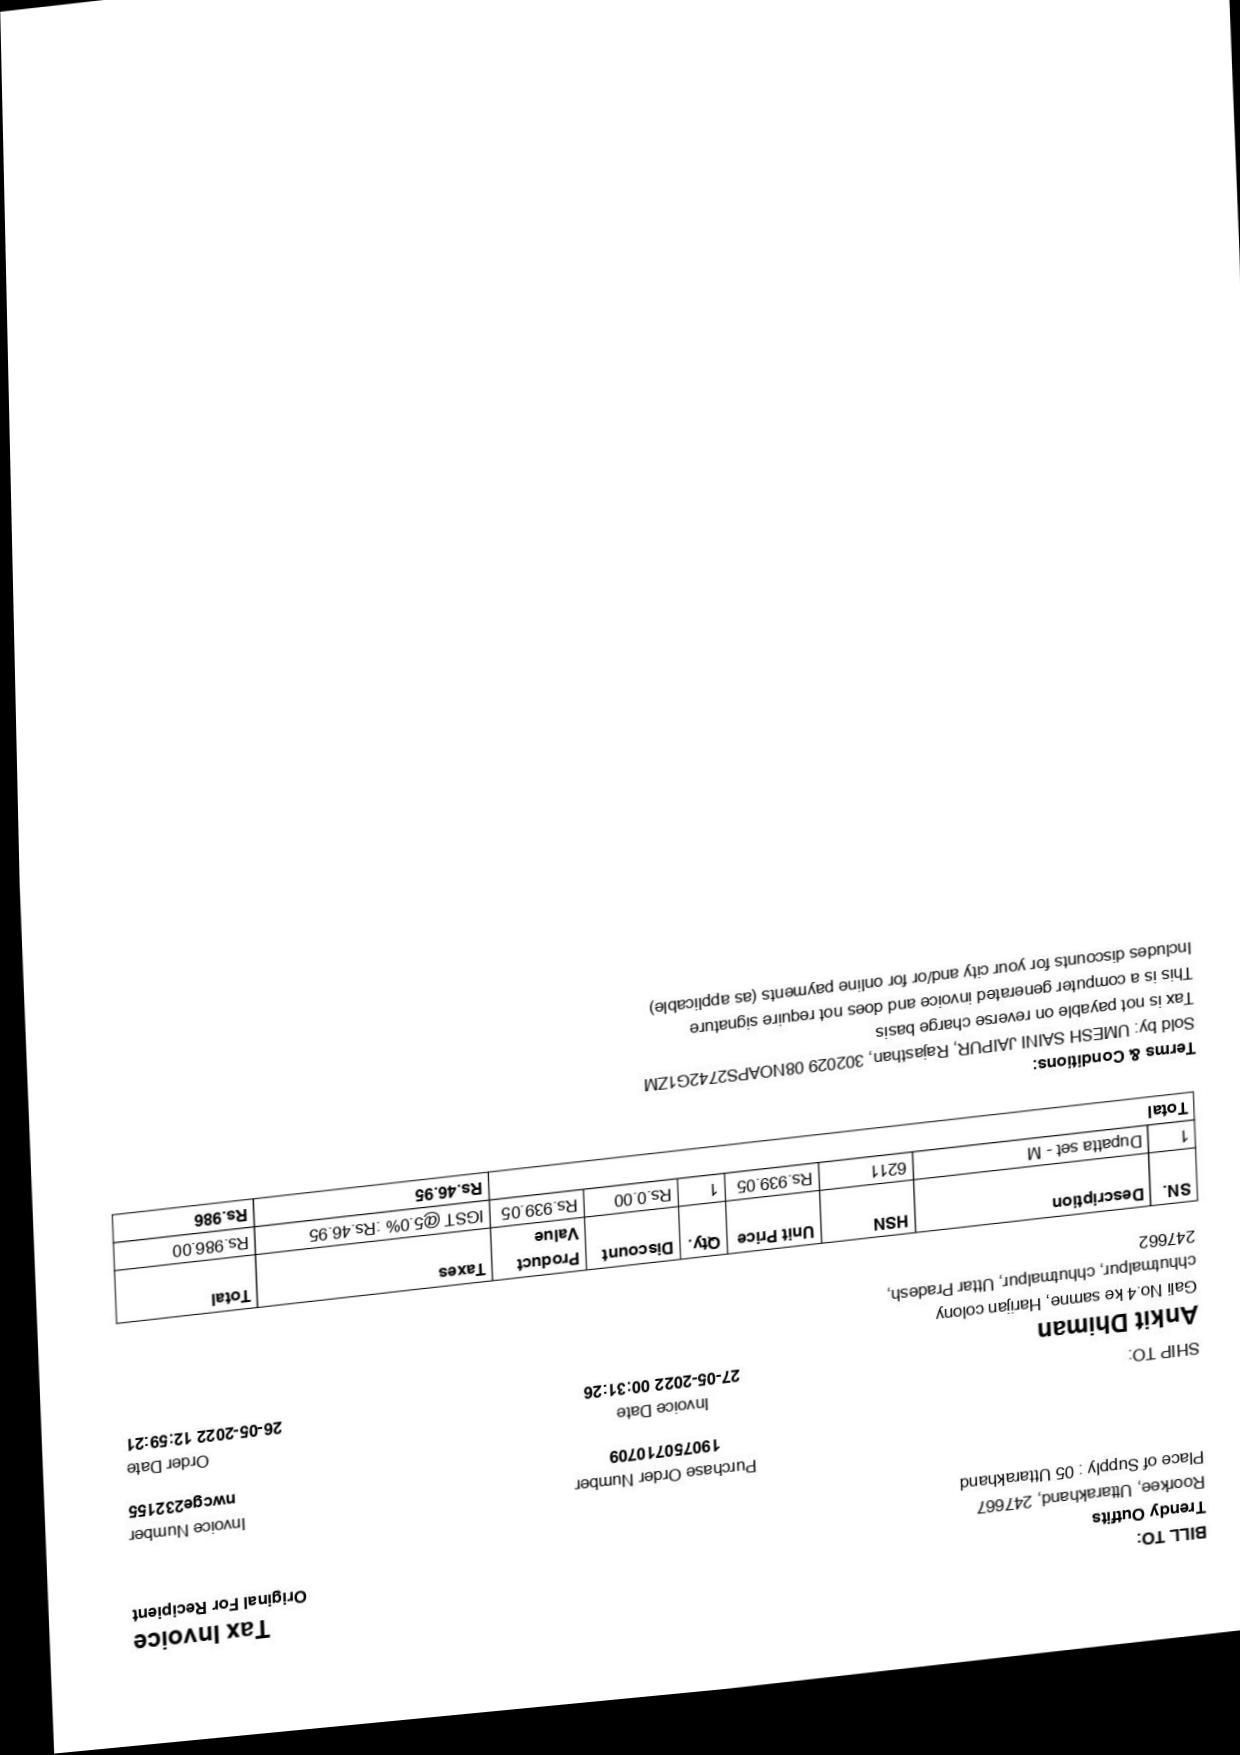 Tax Invoice
Original For Recipient
BILL TO:
Trendy Outfits
Roorkee, Uttarakhand, 247667
Place of Supply : 05 Uttarakhand
Invoice Number
nwcge232155
Purchase Order Number
190750710709
Order Date
26-05-2022 12:59:21
Invoice Date
27-05-2022 00:31:26
SHIP TO:
Ankit Dhiman
Gali No.4 ke samne, Harijan colony
chhutmalpur, chhutmalpur, Uttar Pradesh,
247662
SN. Description HSN Unit Price Qty. Discount Product Value Taxes Total
1 Dupatta set - M 6211 Rs.939.05 1 Rs.0.00 Rs.939.05 IGST @5.0% :Rs.46.95 Rs.986.00
Total Rs.46.95 Rs.986
Terms & Conditions:
Sold by: UMESH SAINI JAIPUR, Rajasthan, 302029 08NOAPS2742G1ZM
Tax is not payable on reverse charge basis
This is a computer generated invoice and does not require signature
Includes discounts for your city and/or for online payments (as applicable)